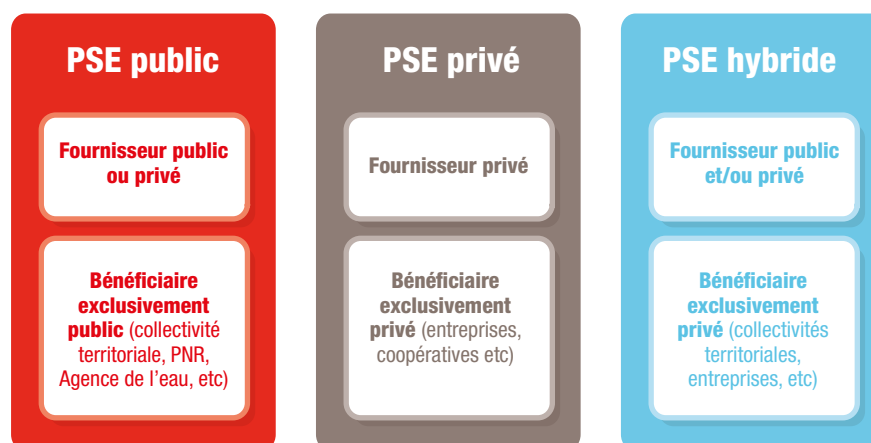 PSE public
Fournisseur public
ou privé
Bénéficiaire
exclusivement
public (collectivité
territoriale, PNR,
Agence de l’eau, etc)
PSE privé
Fournisseur privé
Bénéficiaire
exclusivement
privé (entreprises,
coopératives etc)
PSE hybride
Fournisseur public
et/ou privé
Bénéficiaire
exclusivement
privé (collectivités
territoriales,
entreprises, etc)